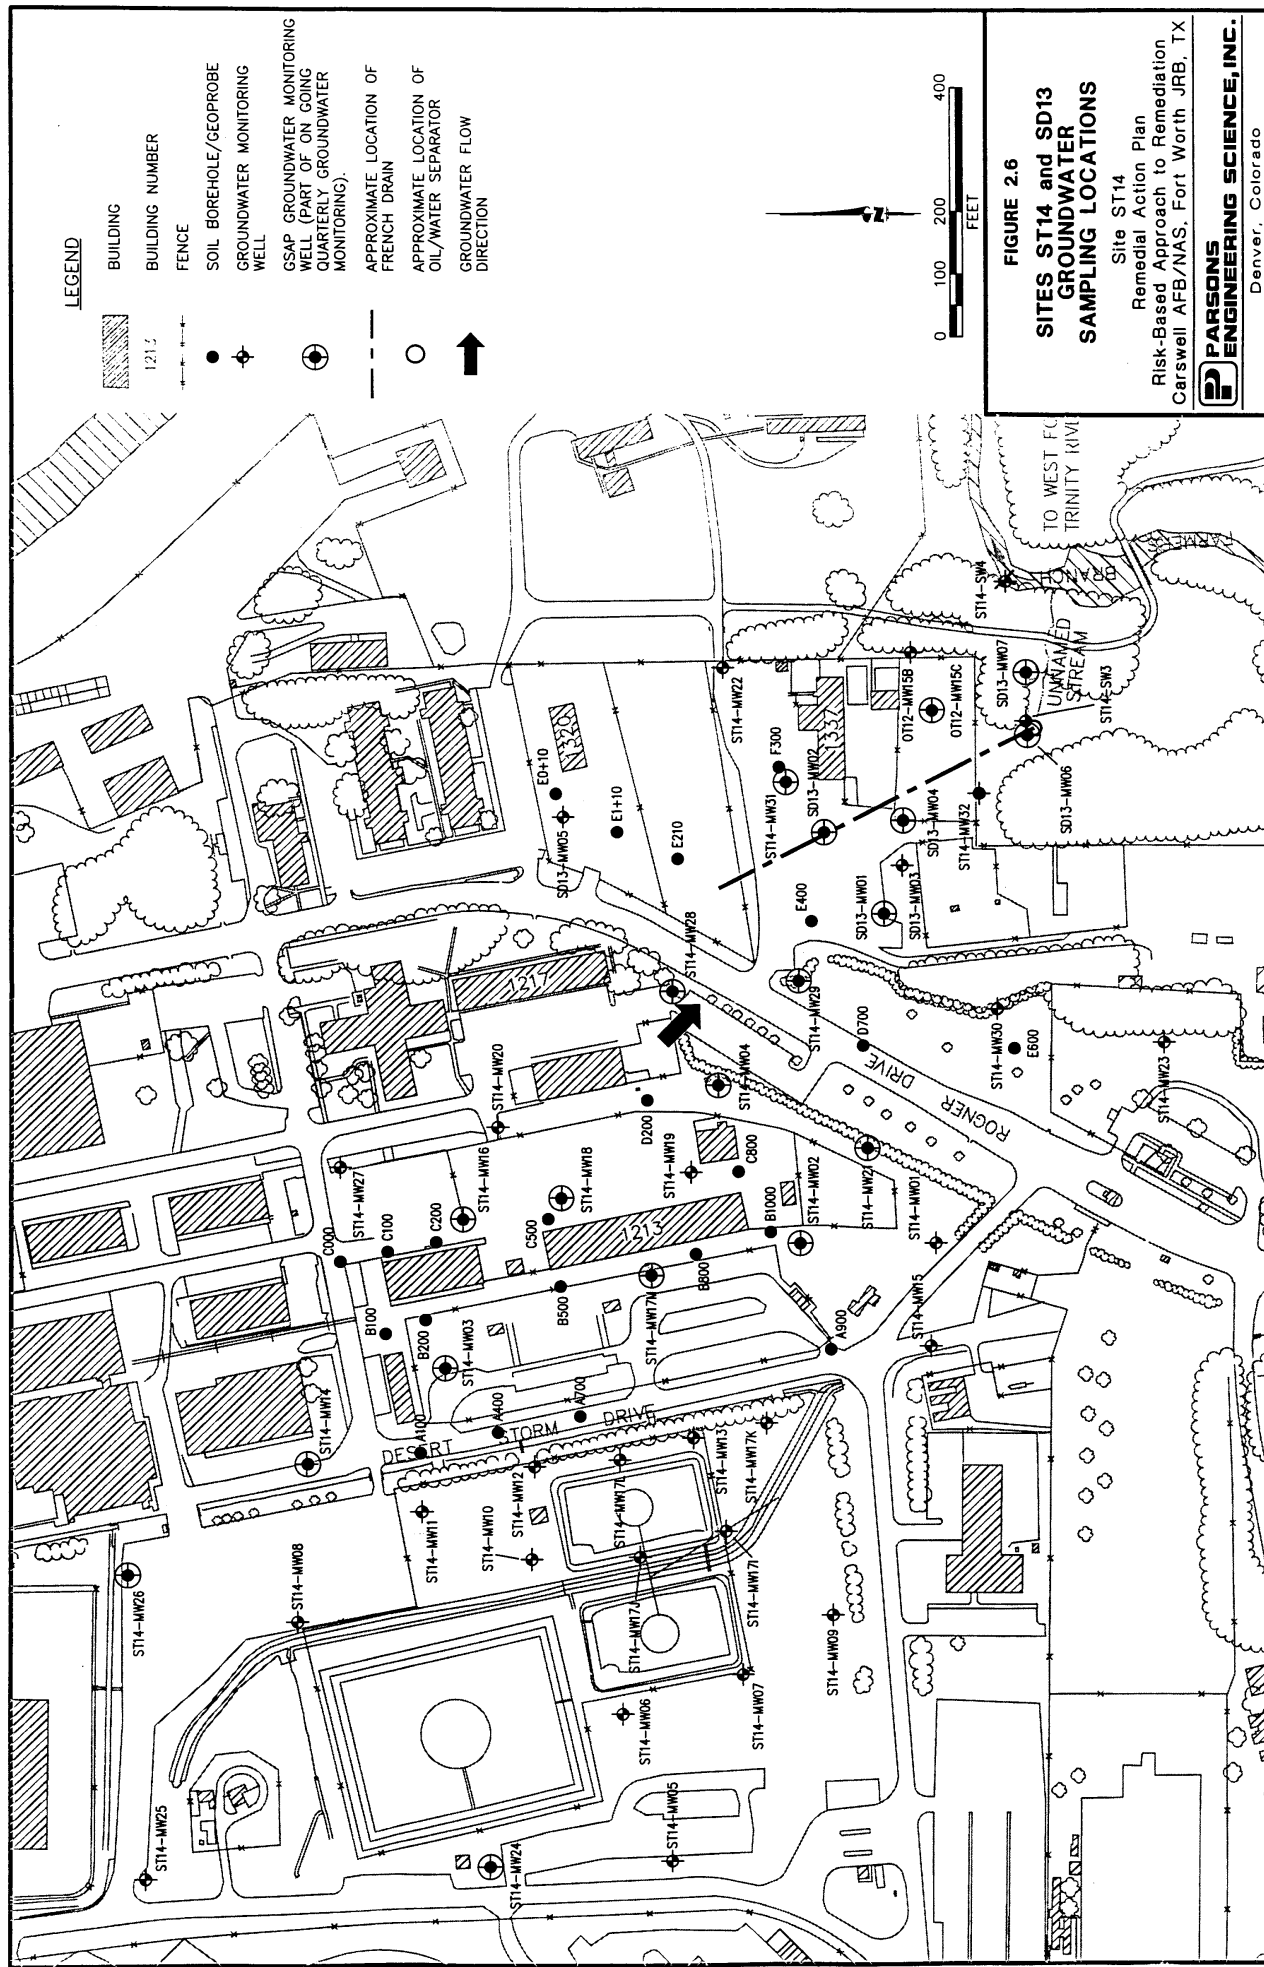 LEGEND
BUILDING
1213
BUILDING NUMBER
FENCE
SOIL BOREHOLE/GEOPROBE
GROUNDWATER MONITORING
WELL
GSAP GROUNDWATER MONITORING
WELL (PART OF ON GOING
QUARTERLY GROUNDWATER
MONITORING).
APPROXIMATE LOCATION OF
FRENCH DRAIN
APPROXIMATE LOCATION OF
OIL/WATER SEPARATOR
GROUNDWATER FLOW
DIRECTION
N
0
100
200
400
FEET
FIGURE 2.6
SITES ST14 and SD13
GROUNDWATER
SAMPLING LOCATIONS
Site ST14
Remedial Action Plan
Risk-Based Approach to Remediation
Carswell AFB/NAS, Fort Worth JRB, TX
PARSONS
ENGINEERING SCIENCE, INC.
Denver, Colorado
ST14-MW25
ST14-MW26
ST14-MW08
ST14-MW14
ST14-MW27
ST14-MW24
ST14-MW11
ST14-MW10
ST14-MW12
ST14-MW03
ST14-MW16
ST14-MW20
ST14-MW18
ST14-MW05
ST14-MW06
ST14-MW17J
ST14-MW17L
ST14-MW17M
ST14-MW19
ST14-MW07
ST14-MW17I
ST14-MW13
ST14-MW17K
ST14-MW04
ST14-MW28
ST14-MW09
ST14-MW02
ST14-MW21
ST14-MW29
ST14-MW01
ST14-MW15
ST14-MW30
ST14-MW23
ST14-MW22
ST14-MW31
ST14-MW32
SD13-MW05
SD13-MW02
SD13-MW01
SD13-MW03
SD13-MW04
SD13-MW06
SD13-MW07
OT12-MW15B
OT12-MW15C
ST14-SW3
ST14-SW4
A100
A400
A700
A900
B100
B200
B500
B800
B1000
C000
C100
C200
C500
C800
D200
D700
E0+10
E1+10
E210
E400
E600
F300
1213
1217
1320
1337
DESERT STORM DRIVE
ROGNER DRIVE
UNNAMED
STREAM
TO WEST FO
TRINITY RIVE
FARMERS
BRANCH